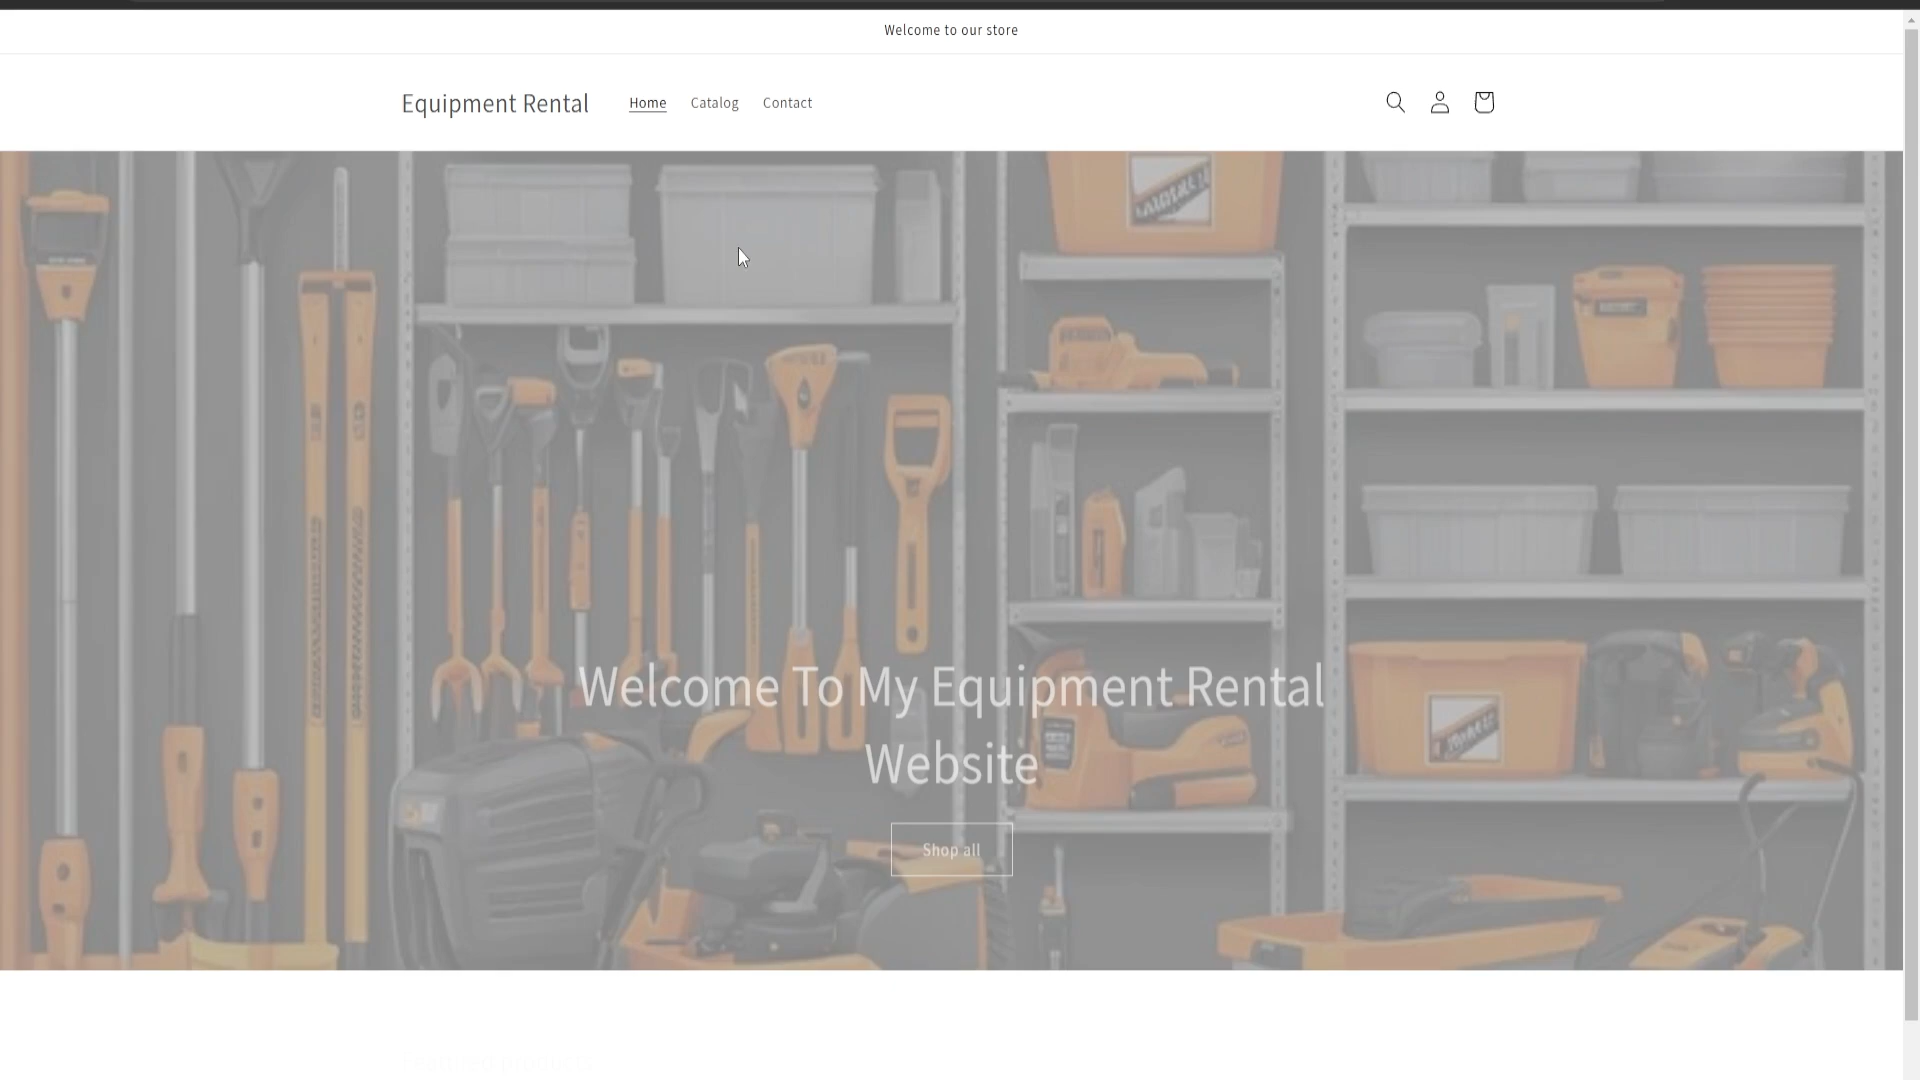 Welcome to our store
Equipment Rental
Home
Catalog
Contact
Welcome To My Equipment Rental
Website
Shop all